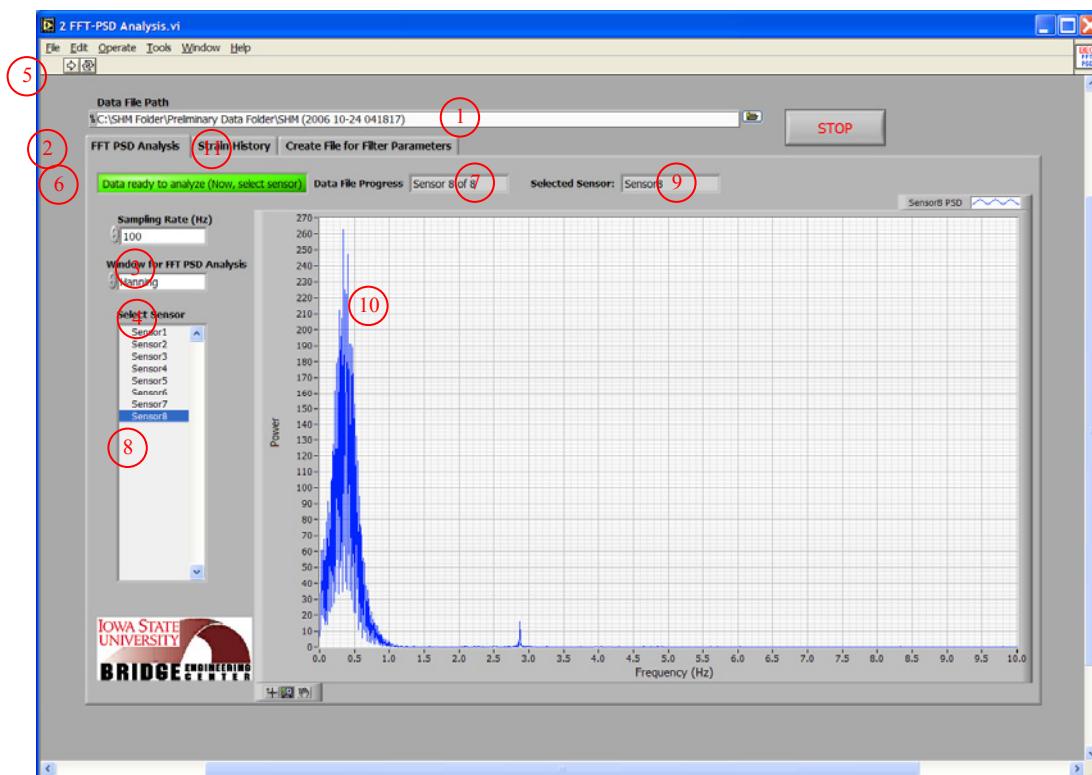 2 FFT-PSD Analysis.vi
File Edit Operate Tools Window Help
5
Data File Path
C:\SHM Folder\Preliminary Data Folder\SHM (2006 10-24 041817)
1
STOP
2
FFT PSD Analysis
Strain History
11
Create File for Filter Parameters
6
Data ready to analyze (Now, select sensor)
Data File Progress
Sensor 8 of 8
7
Selected Sensor:
Sensor8
9
Sensor8 PSD
Sampling Rate (Hz)
100
Window for FFT PSD Analysis
3
Hanning
Select Sensor
4
Sensor1
Sensor2
Sensor3
Sensor4
Sensor5
Sensor6
Sensor7
Sensor8
8
10
270
260
250
240
230
220
210
200
190
180
170
160
150
140
130
120
110
100
90
80
70
60
50
40
30
20
10
0
Power
0.0 0.5 1.0 1.5 2.0 2.5 3.0 3.5 4.0 4.5 5.0 5.5 6.0 6.5 7.0 7.5 8.0 8.5 9.0 9.5 10.0
Frequency (Hz)
IOWA STATE
UNIVERSITY
BRIDGE ENGINEERING
CENTER